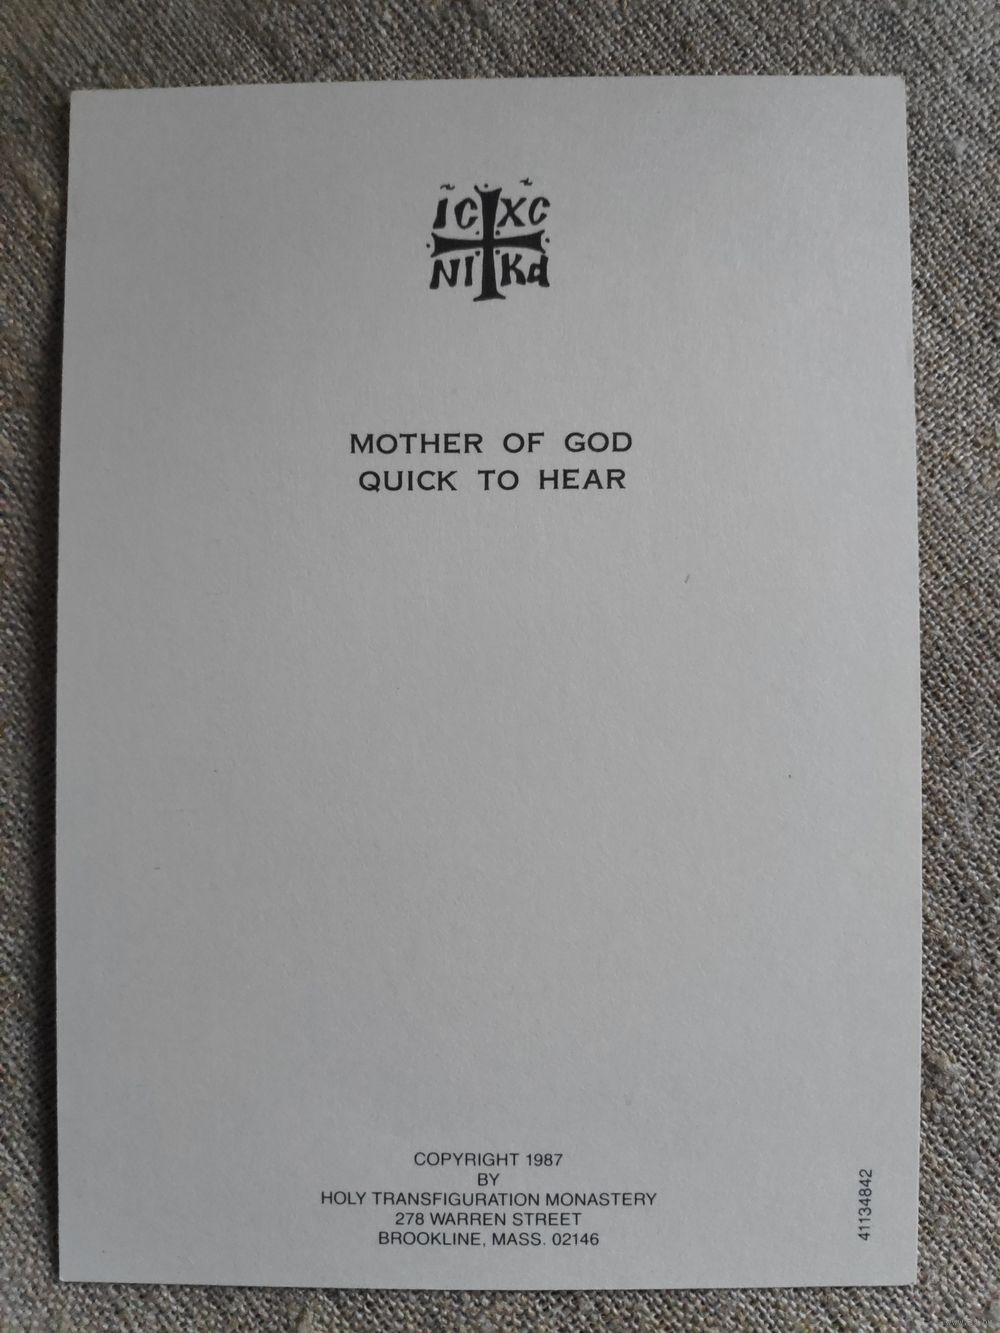 ic xc
NI Ka
MOTHER OF GOD
QUICK TO HEAR
COPYRIGHT 1987
BY
HOLY TRANSFIGURATION MONASTERY
278 WARREN STREET
BROOKLINE, MASS. 02146
41134842